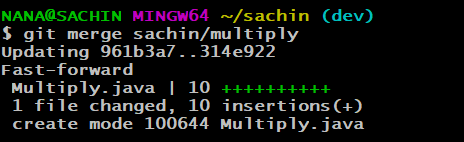 NANA@SACHIN MINGW64 ~/sachin (dev)
$ git merge sachin/multiply
Updating 961b3a7..314e922
Fast-forward
 Multiply.java | 10 ++++++++++
 1 file changed, 10 insertions(+)
 create mode 100644 Multiply.java